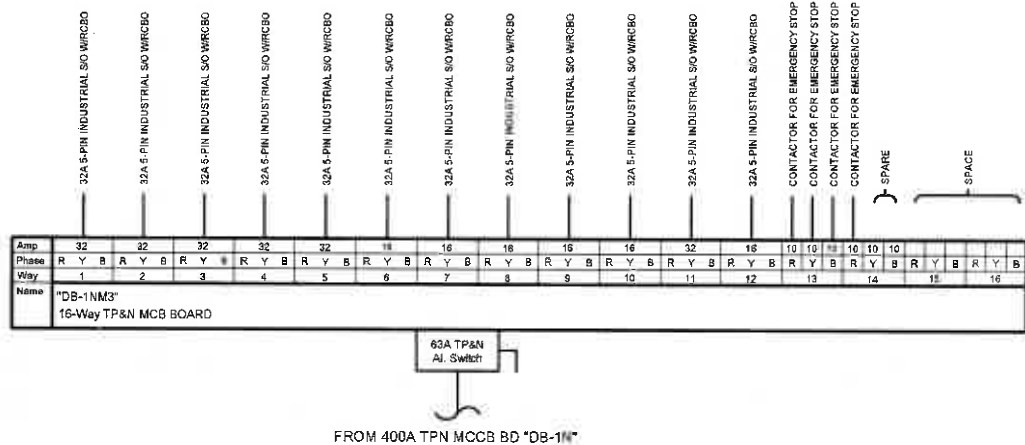 32A 5-PIN INDUSTRIAL S/O W/RCBO
32A 5-PIN INDUSTRIAL S/O W/RCBO
32A 5-PIN INDUSTRIAL S/O W/RCBO
32A 5-PIN INDUSTRIAL S/O W/RCBO
32A 5-PIN INDUSTRIAL S/O W/RCBO
32A 5-PIN INDUSTRIAL S/O W/RCBO
32A 5-PIN INDUSTRIAL S/O W/RCBO
32A 5-PIN INDUSTRIAL S/O W/RCBO
32A 5-PIN INDUSTRIAL S/O W/RCBO
32A 5-PIN INDUSTRIAL S/O W/RCBO
32A 5-PIN INDUSTRIAL S/O W/RCBO
32A 5-PIN INDUSTRIAL S/O W/RCBO
CONTACTOR FOR EMERGENCY STOP
CONTACTOR FOR EMERGENCY STOP
CONTACTOR FOR EMERGENCY STOP
CONTACTOR FOR EMERGENCY STOP
SPARE
SPACE
Amp 32 32 32 32 32 16 16 16 16 16 32 16 10 10 10 10 10 10
Phase R Y B R Y B R Y B R Y B R Y B R Y B R Y B R Y B R Y B R Y B R Y B R Y B R Y B R Y B R Y B R Y B
Way 1 2 3 4 5 6 7 8 9 10 11 12 13 14 15 16
Name "DB-1NM3"
16-Way TP&N MCB BOARD
63A TP&N
AI. Switch
FROM 400A TPN MCCB BD "DB-1N"